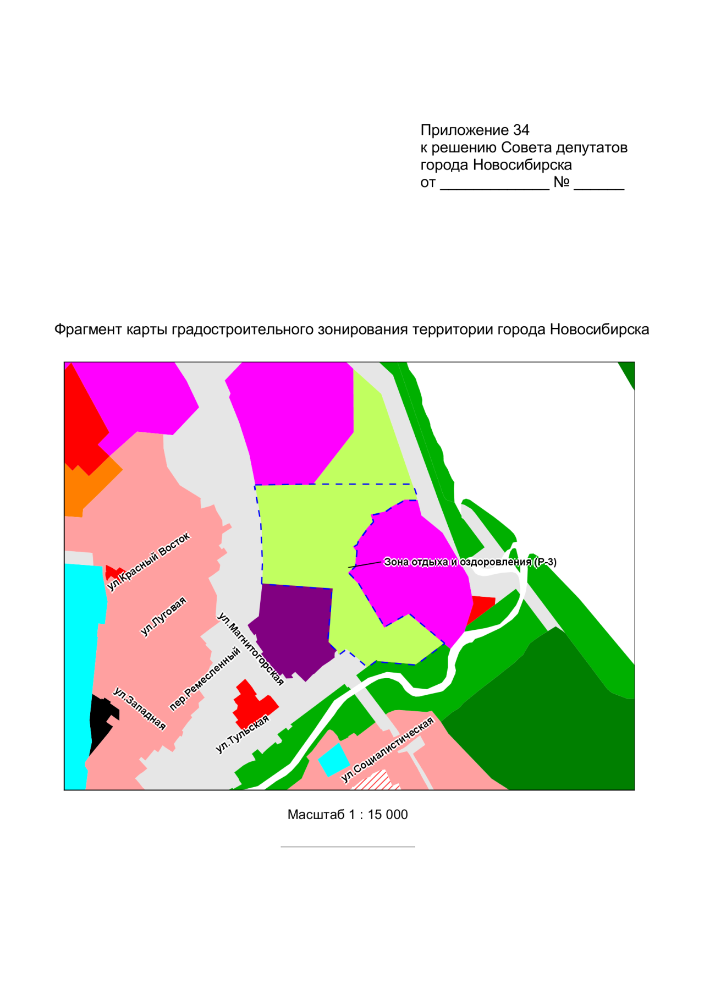 Приложение 34
к решению Совета депутатов
города Новосибирска
от _____________ № ______
Фрагмент карты градостроительного зонирования территории города Новосибирска
ул.Красный Восток
Зона отдыха и оздоровления (Р-3)
ул.Луговая
ул.Магнитогорская
пер.Ремесленный
ул.Западная
ул.Тульская
ул.Социалистическая
Масштаб 1 : 15 000